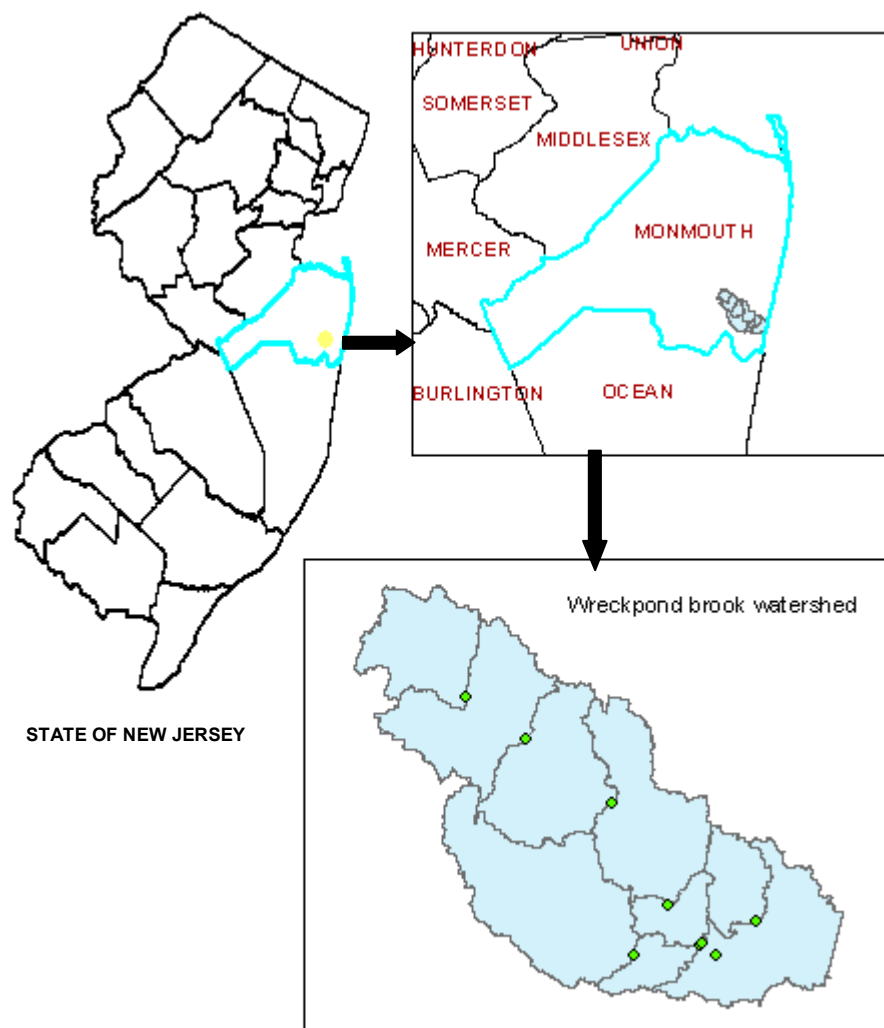 HUNTERDON
UNION
SOMERSET
MIDDLESEX
MONMOUTH
MERCER
BURLINGTON
OCEAN
Wreckpond brook watershed
STATE OF NEW JERSEY